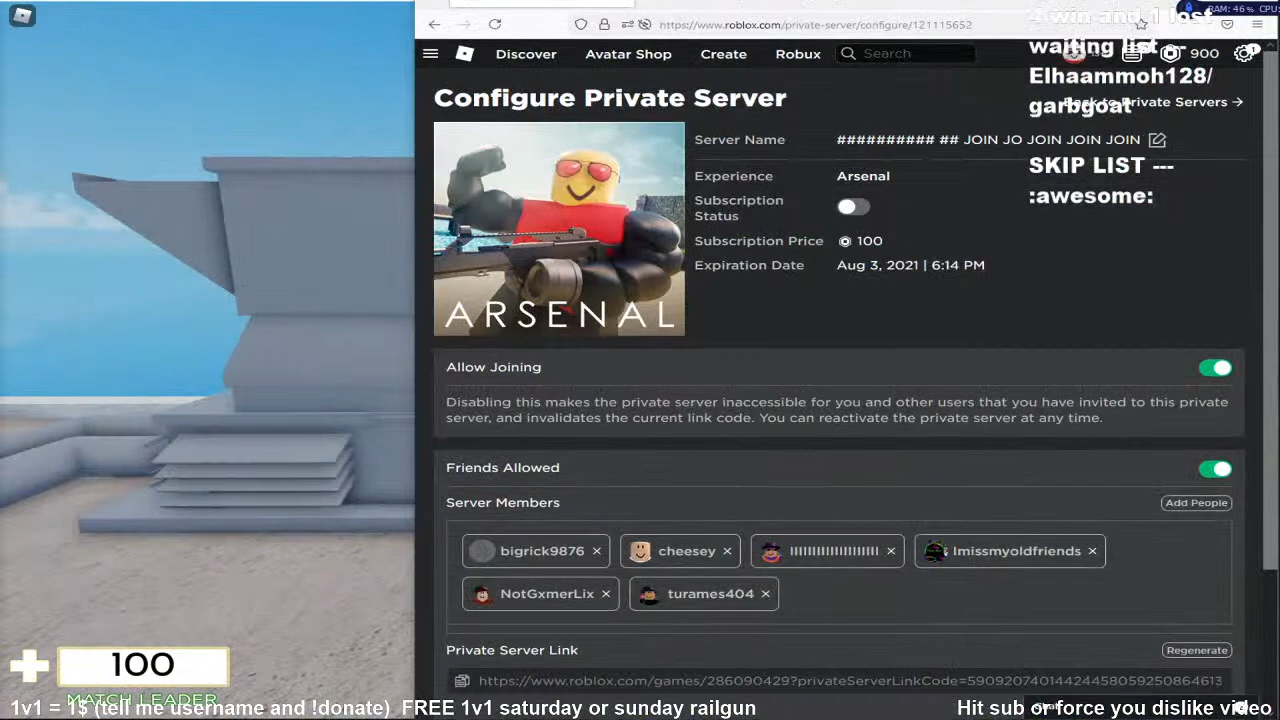 RAM: 46 % CPU:
https://www.roblox.com/private-server/configure/121115652
4 win and 1 lost
waiting list ---
Elhaammoh128/
garbgoat
Discover Avatar Shop Create Robux Search 900
Back to Private Servers →
Configure Private Server
Server Name ########## ## JOIN JO JOIN JOIN JOIN
SKIP LIST ---
:awesome:
Experience Arsenal
Subscription
Status
Subscription Price 100
Expiration Date Aug 3, 2021 | 6:14 PM
ARSENAL
Allow Joining
Disabling this makes the private server inaccessible for you and other users that you have invited to this private
server, and invalidates the current link code. You can reactivate the private server at any time.
Friends Allowed
Server Members Add People
bigrick9876 × cheesey × lllllllllllllllllll × Imissmyoldfriends ×
NotGxmerLix × turames404 ×
Private Server Link Regenerate
https://www.roblox.com/games/286090429?privateServerLinkCode=59092074014424458059250864613
100
MATCH LEADER
1v1 = 1$ (tell me username and !donate) FREE 1v1 saturday or sunday railgun Hit sub or force you dislike video